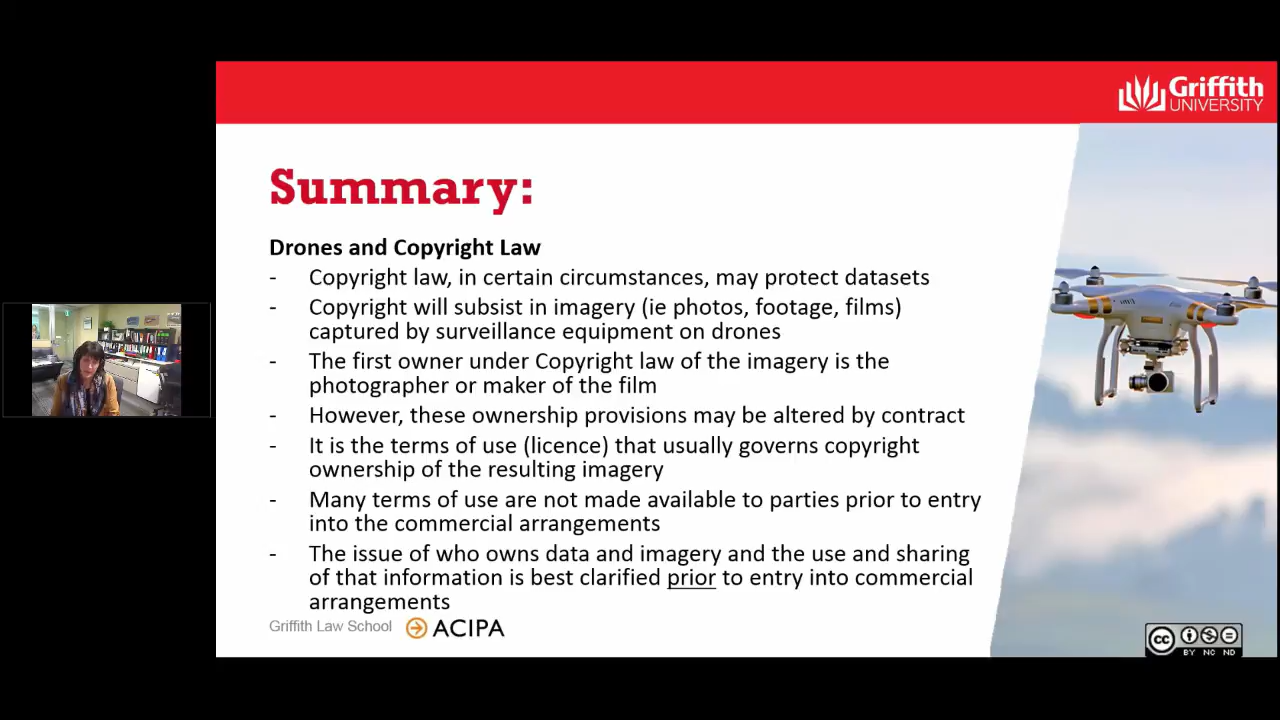 Griffith
UNIVERSITY
Summary:
Drones and Copyright Law
- Copyright law, in certain circumstances, may protect datasets
- Copyright will subsist in imagery (ie photos, footage, films)
captured by surveillance equipment on drones
- The first owner under Copyright law of the imagery is the
photographer or maker of the film
- However, these ownership provisions may be altered by contract
- It is the terms of use (licence) that usually governs copyright
ownership of the resulting imagery
- Many terms of use are not made available to parties prior to entry
into the commercial arrangements
- The issue of who owns data and imagery and the use and sharing
of that information is best clarified prior to entry into commercial
arrangements
Griffith Law School ACIPA
cc
BY NC ND